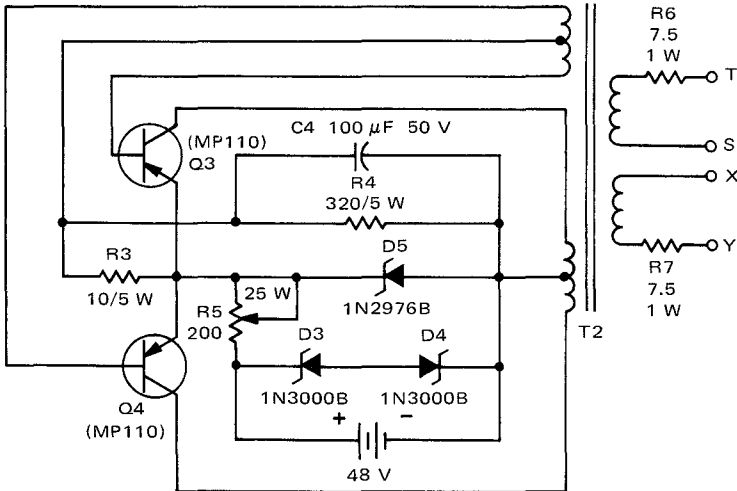 R6
7.5
1 W
T
C4 100 µF 50 V
(MP110)
Q3
S
R4
320/5 W
X
R3
10/5 W
D5
1N2976B
25 W
R5
200
Y
R7
7.5
1 W
T2
D3
D4
1N3000B
1N3000B
Q4
(MP110)
+
−
48 V